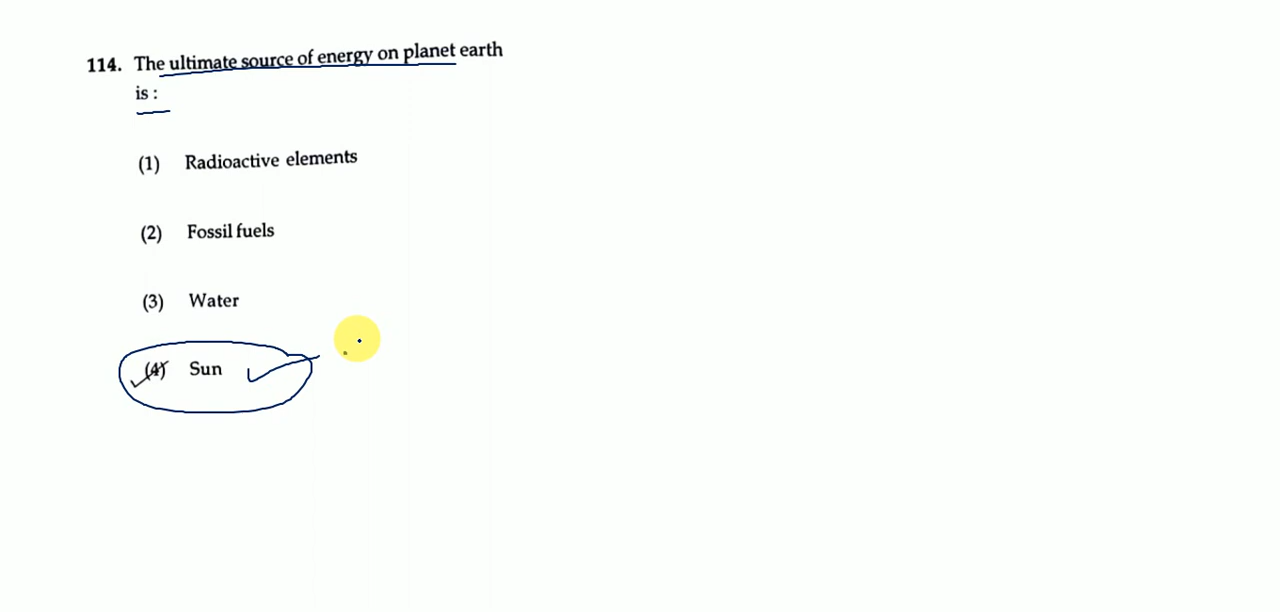 114. The ultimate source of energy on planet earth
is :
(1) Radioactive elements
(2) Fossil fuels
(3) Water
(4) Sun